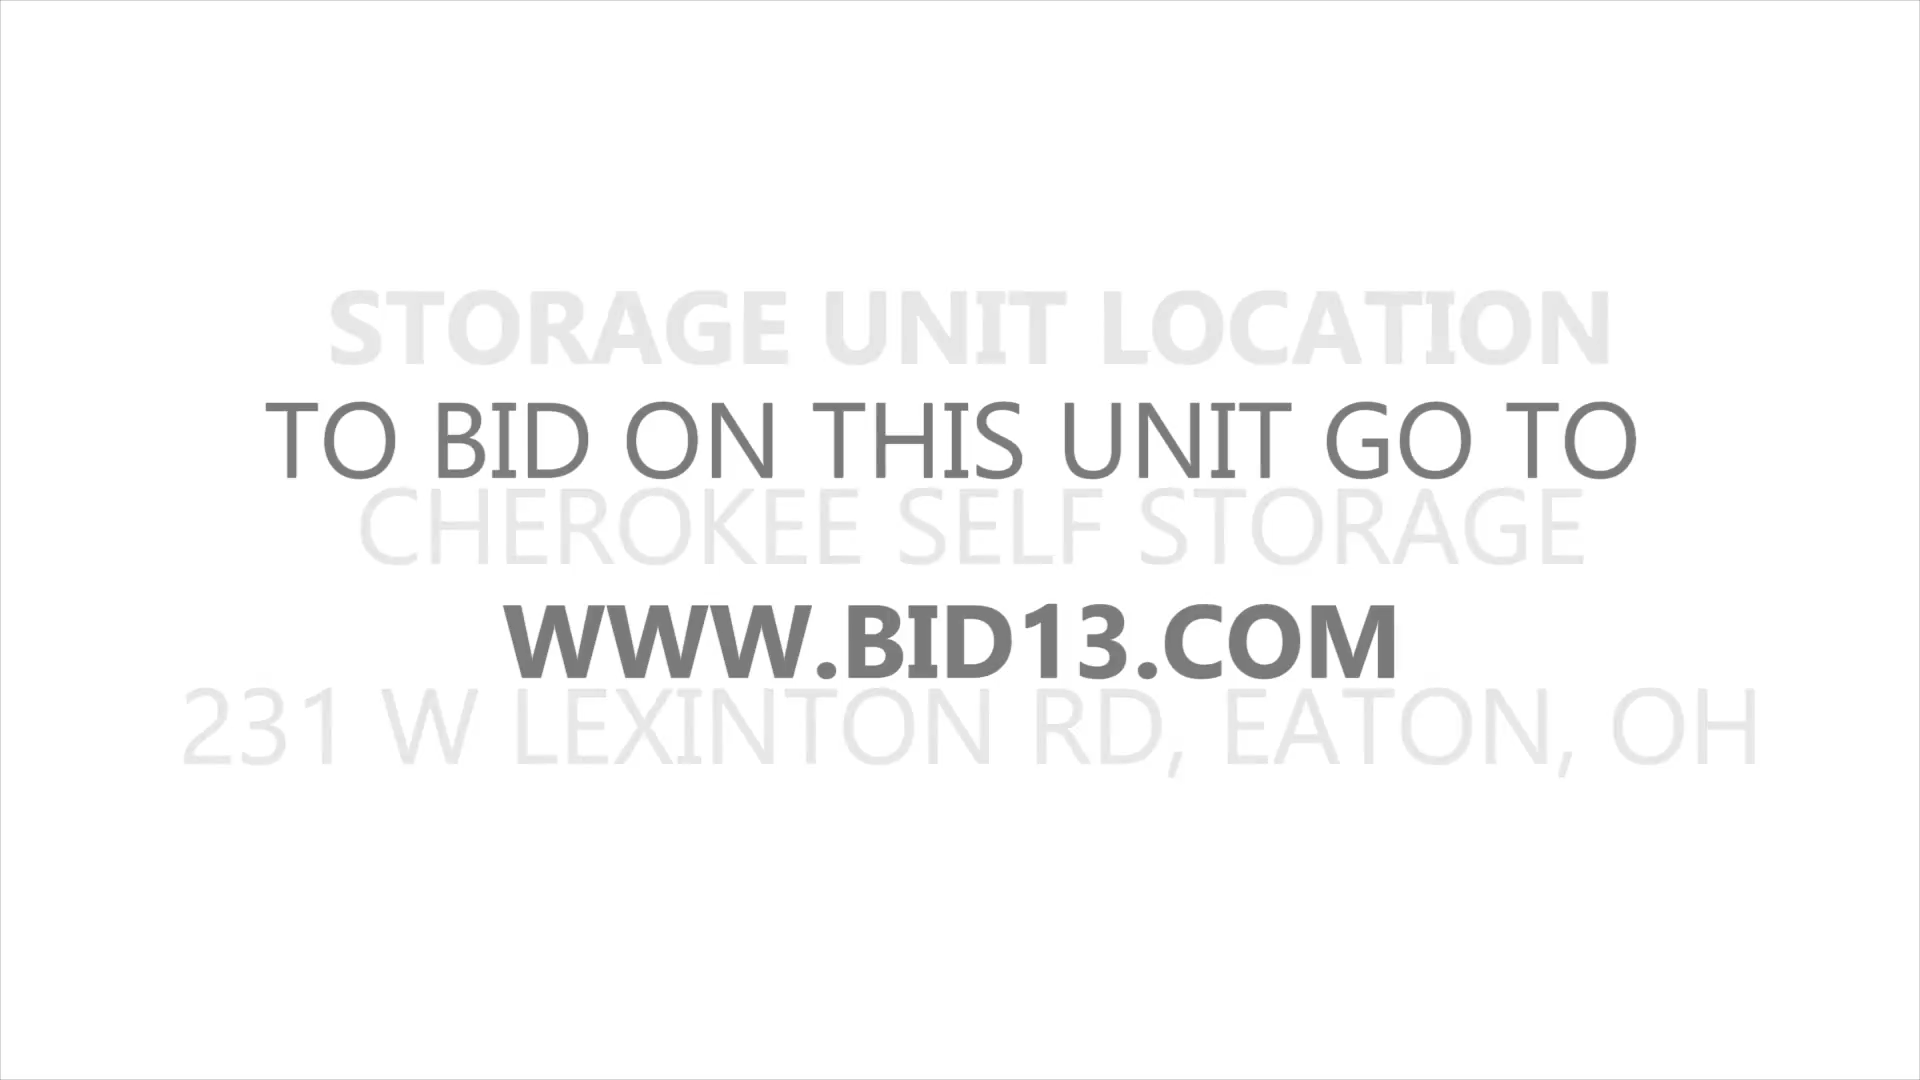 STORAGE UNIT LOCATION
TO BID ON THIS UNIT GO TO
CHEROKEE SELF STORAGE
WWW.BID13.COM
231 W LEXINTON RD, EATON, OH